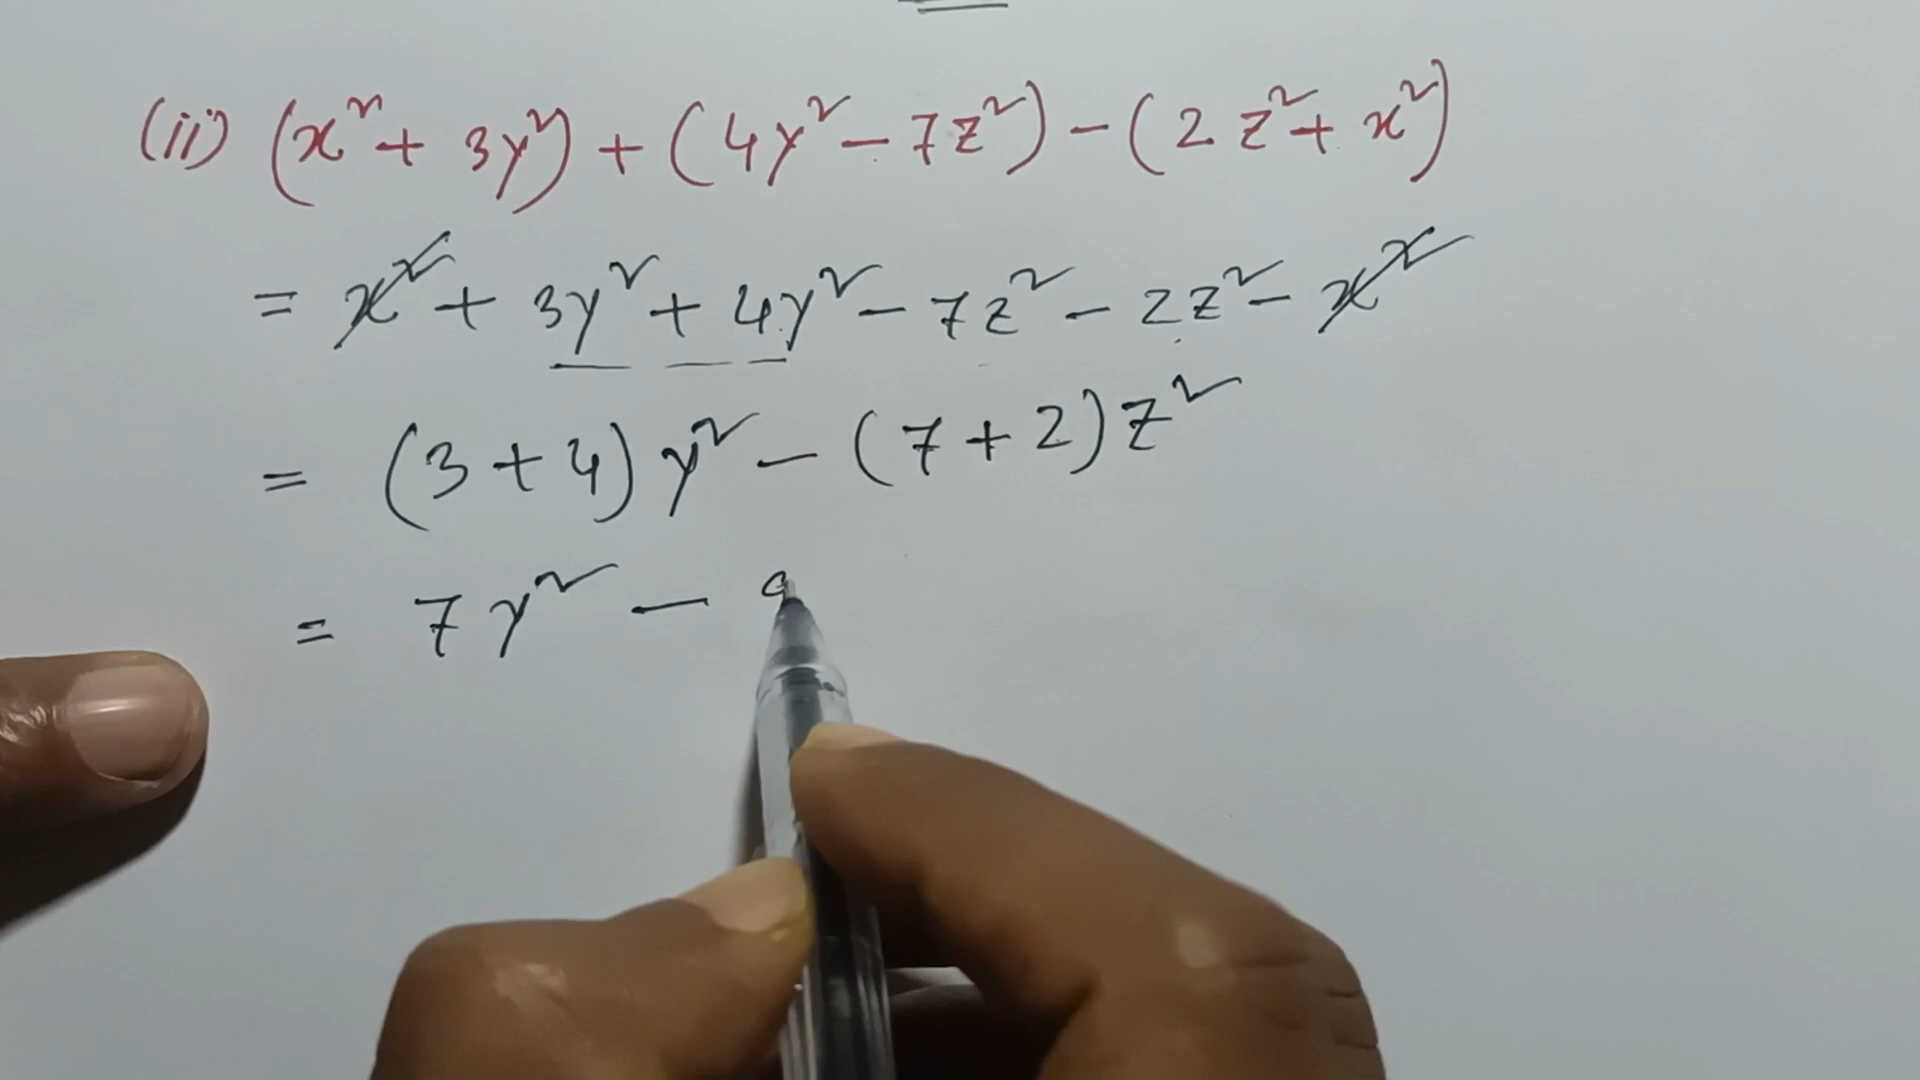 (ii) (x² + 3y²) + (4y² - 7z²) - (2z² + x²)
= x² + 3y² + 4y² - 7z² - 2z² - x²
= (3 + 4) y² - (7 + 2) z²
= 7y² - 9